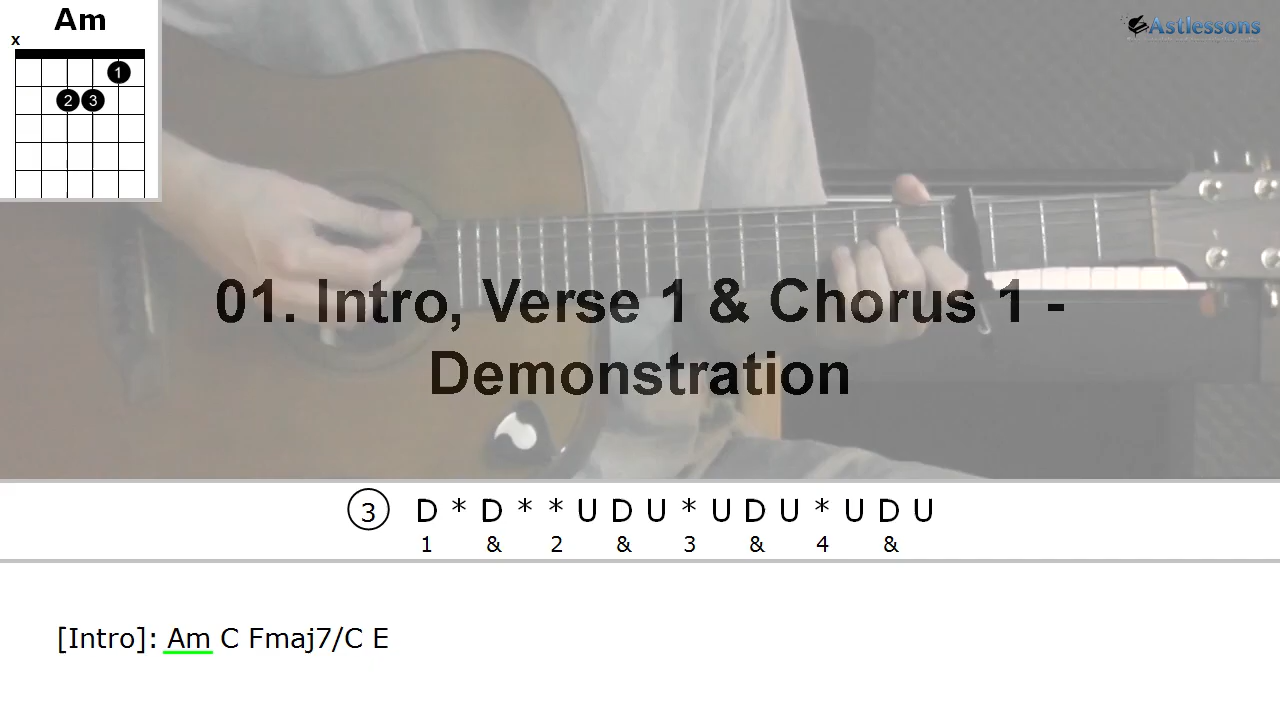 Am
x
1
2 3
Astlessons
01. Intro, Verse 1 & Chorus 1 -
Demonstration
3 D * D * * U D U * U D U * U D U
1 & 2 & 3 & 4 &
[Intro]: Am C Fmaj7/C E